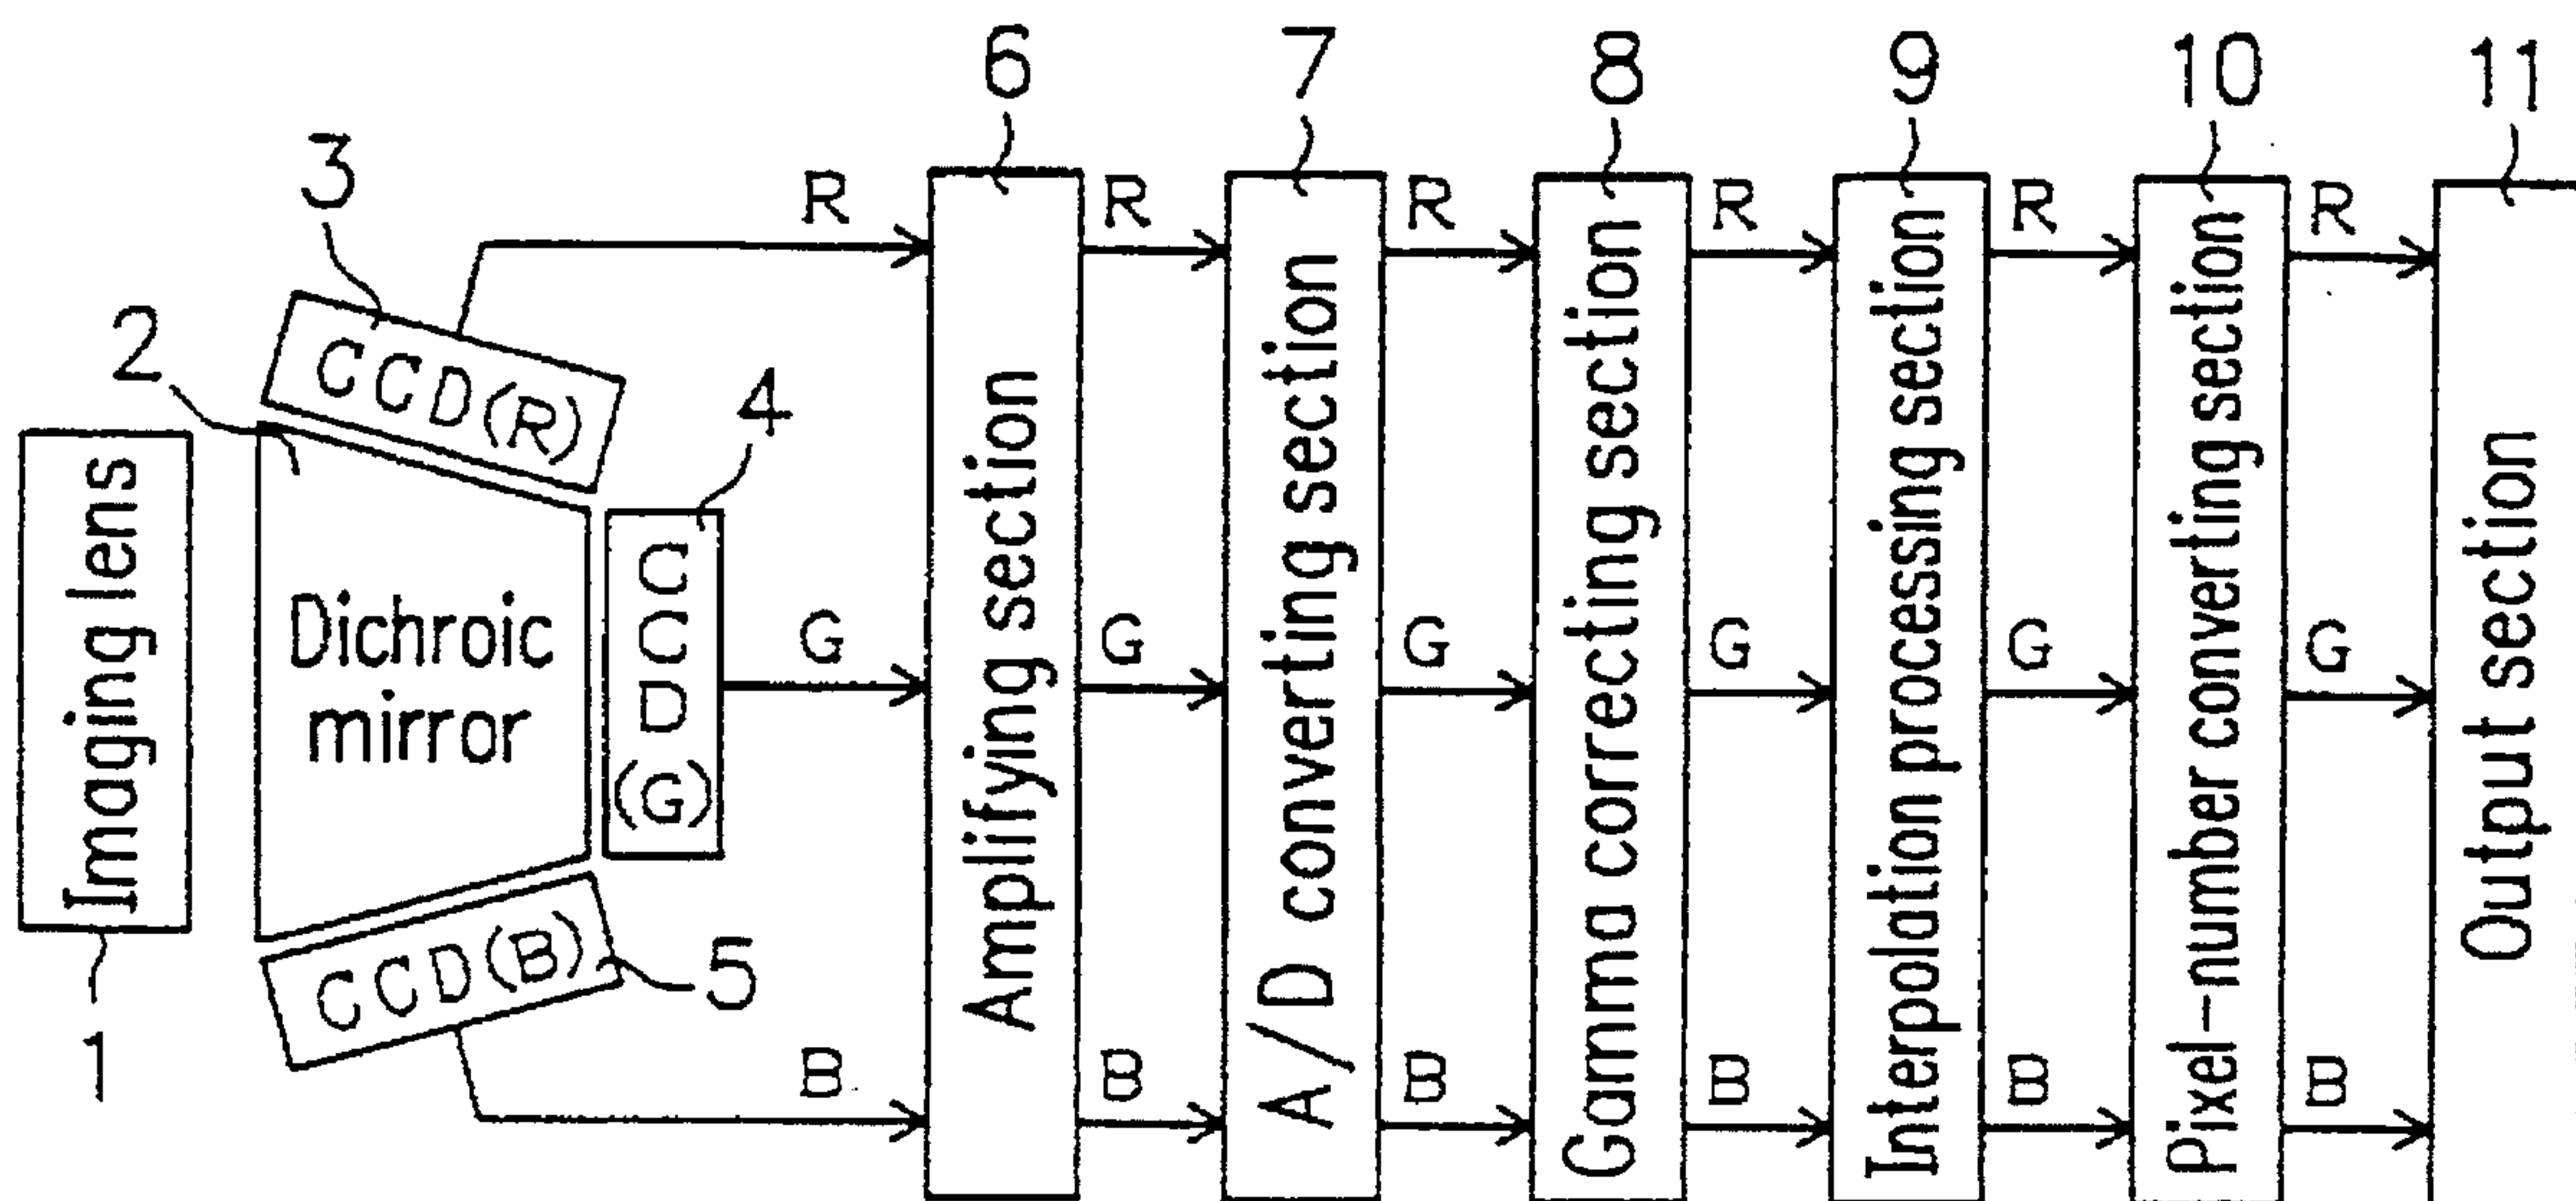 1
Imaging lens
2
Dichroic
mirror
3
CCD(R)
4
CCD
(G)
5
CCD(B)
R
G
B
6
Amplifying section
R
G
B
7
A/D converting section
R
G
B
8
Gamma correcting section
R
G
B
9
Interpolation processing section
R
G
B
10
Pixel-number converting section
R
G
B
11
Output section